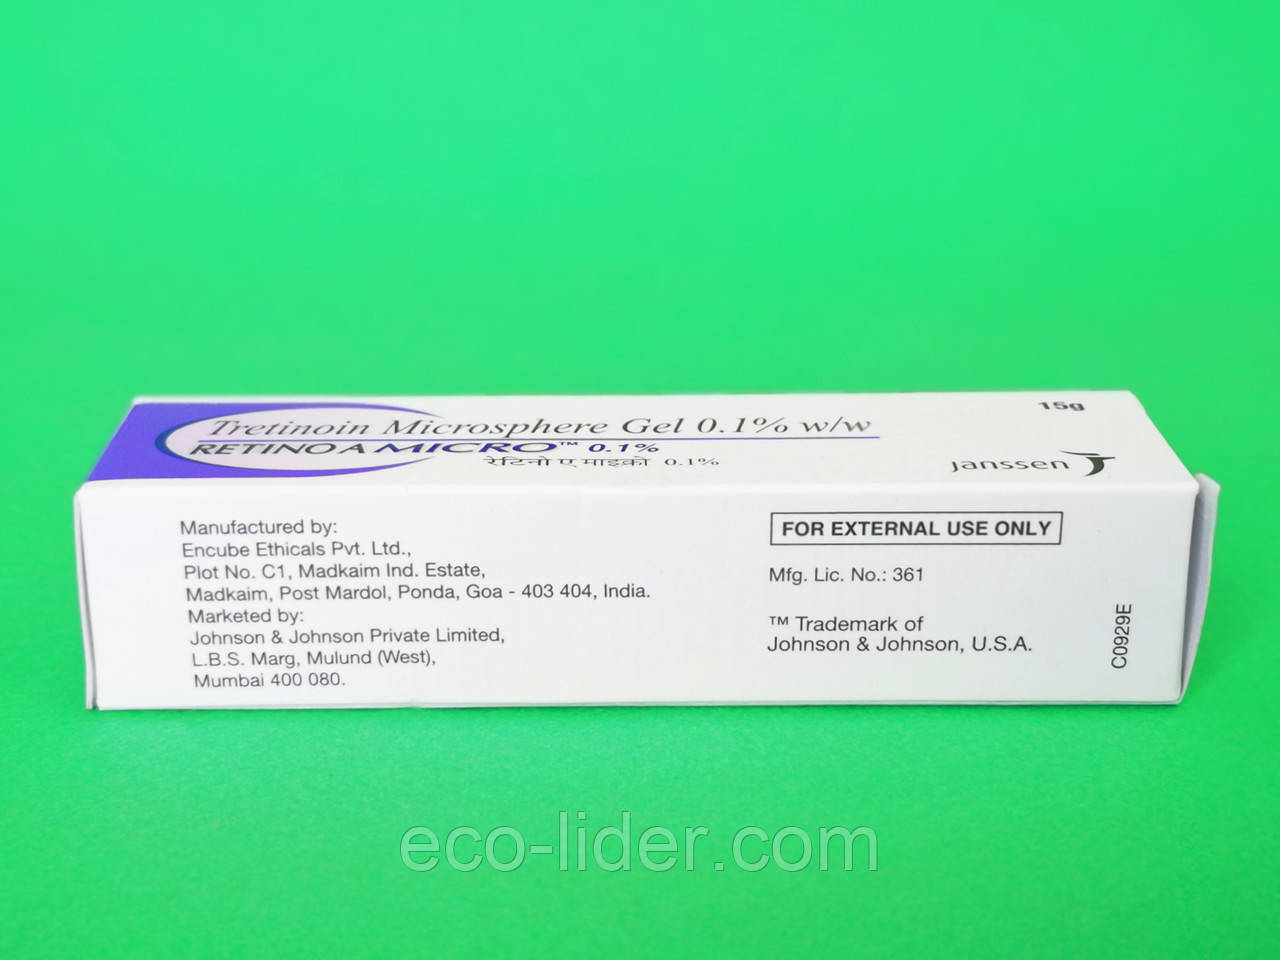 Tretinoin Microsphere Gel 0.1% w/w
RETINO A MICRO™ 0.1%
रेटिनो ए माइक्रो 0.1%
15g
janssen
Manufactured by:
Encube Ethicals Pvt. Ltd.,
Plot No. C1, Madkaim Ind. Estate,
Madkaim, Post Mardol, Ponda, Goa - 403 404, India.
Marketed by:
Johnson & Johnson Private Limited,
L.B.S. Marg, Mulund (West),
Mumbai 400 080.
FOR EXTERNAL USE ONLY
Mfg. Lic. No.: 361
™ Trademark of
Johnson & Johnson, U.S.A.
C0929E
eco-lider.com